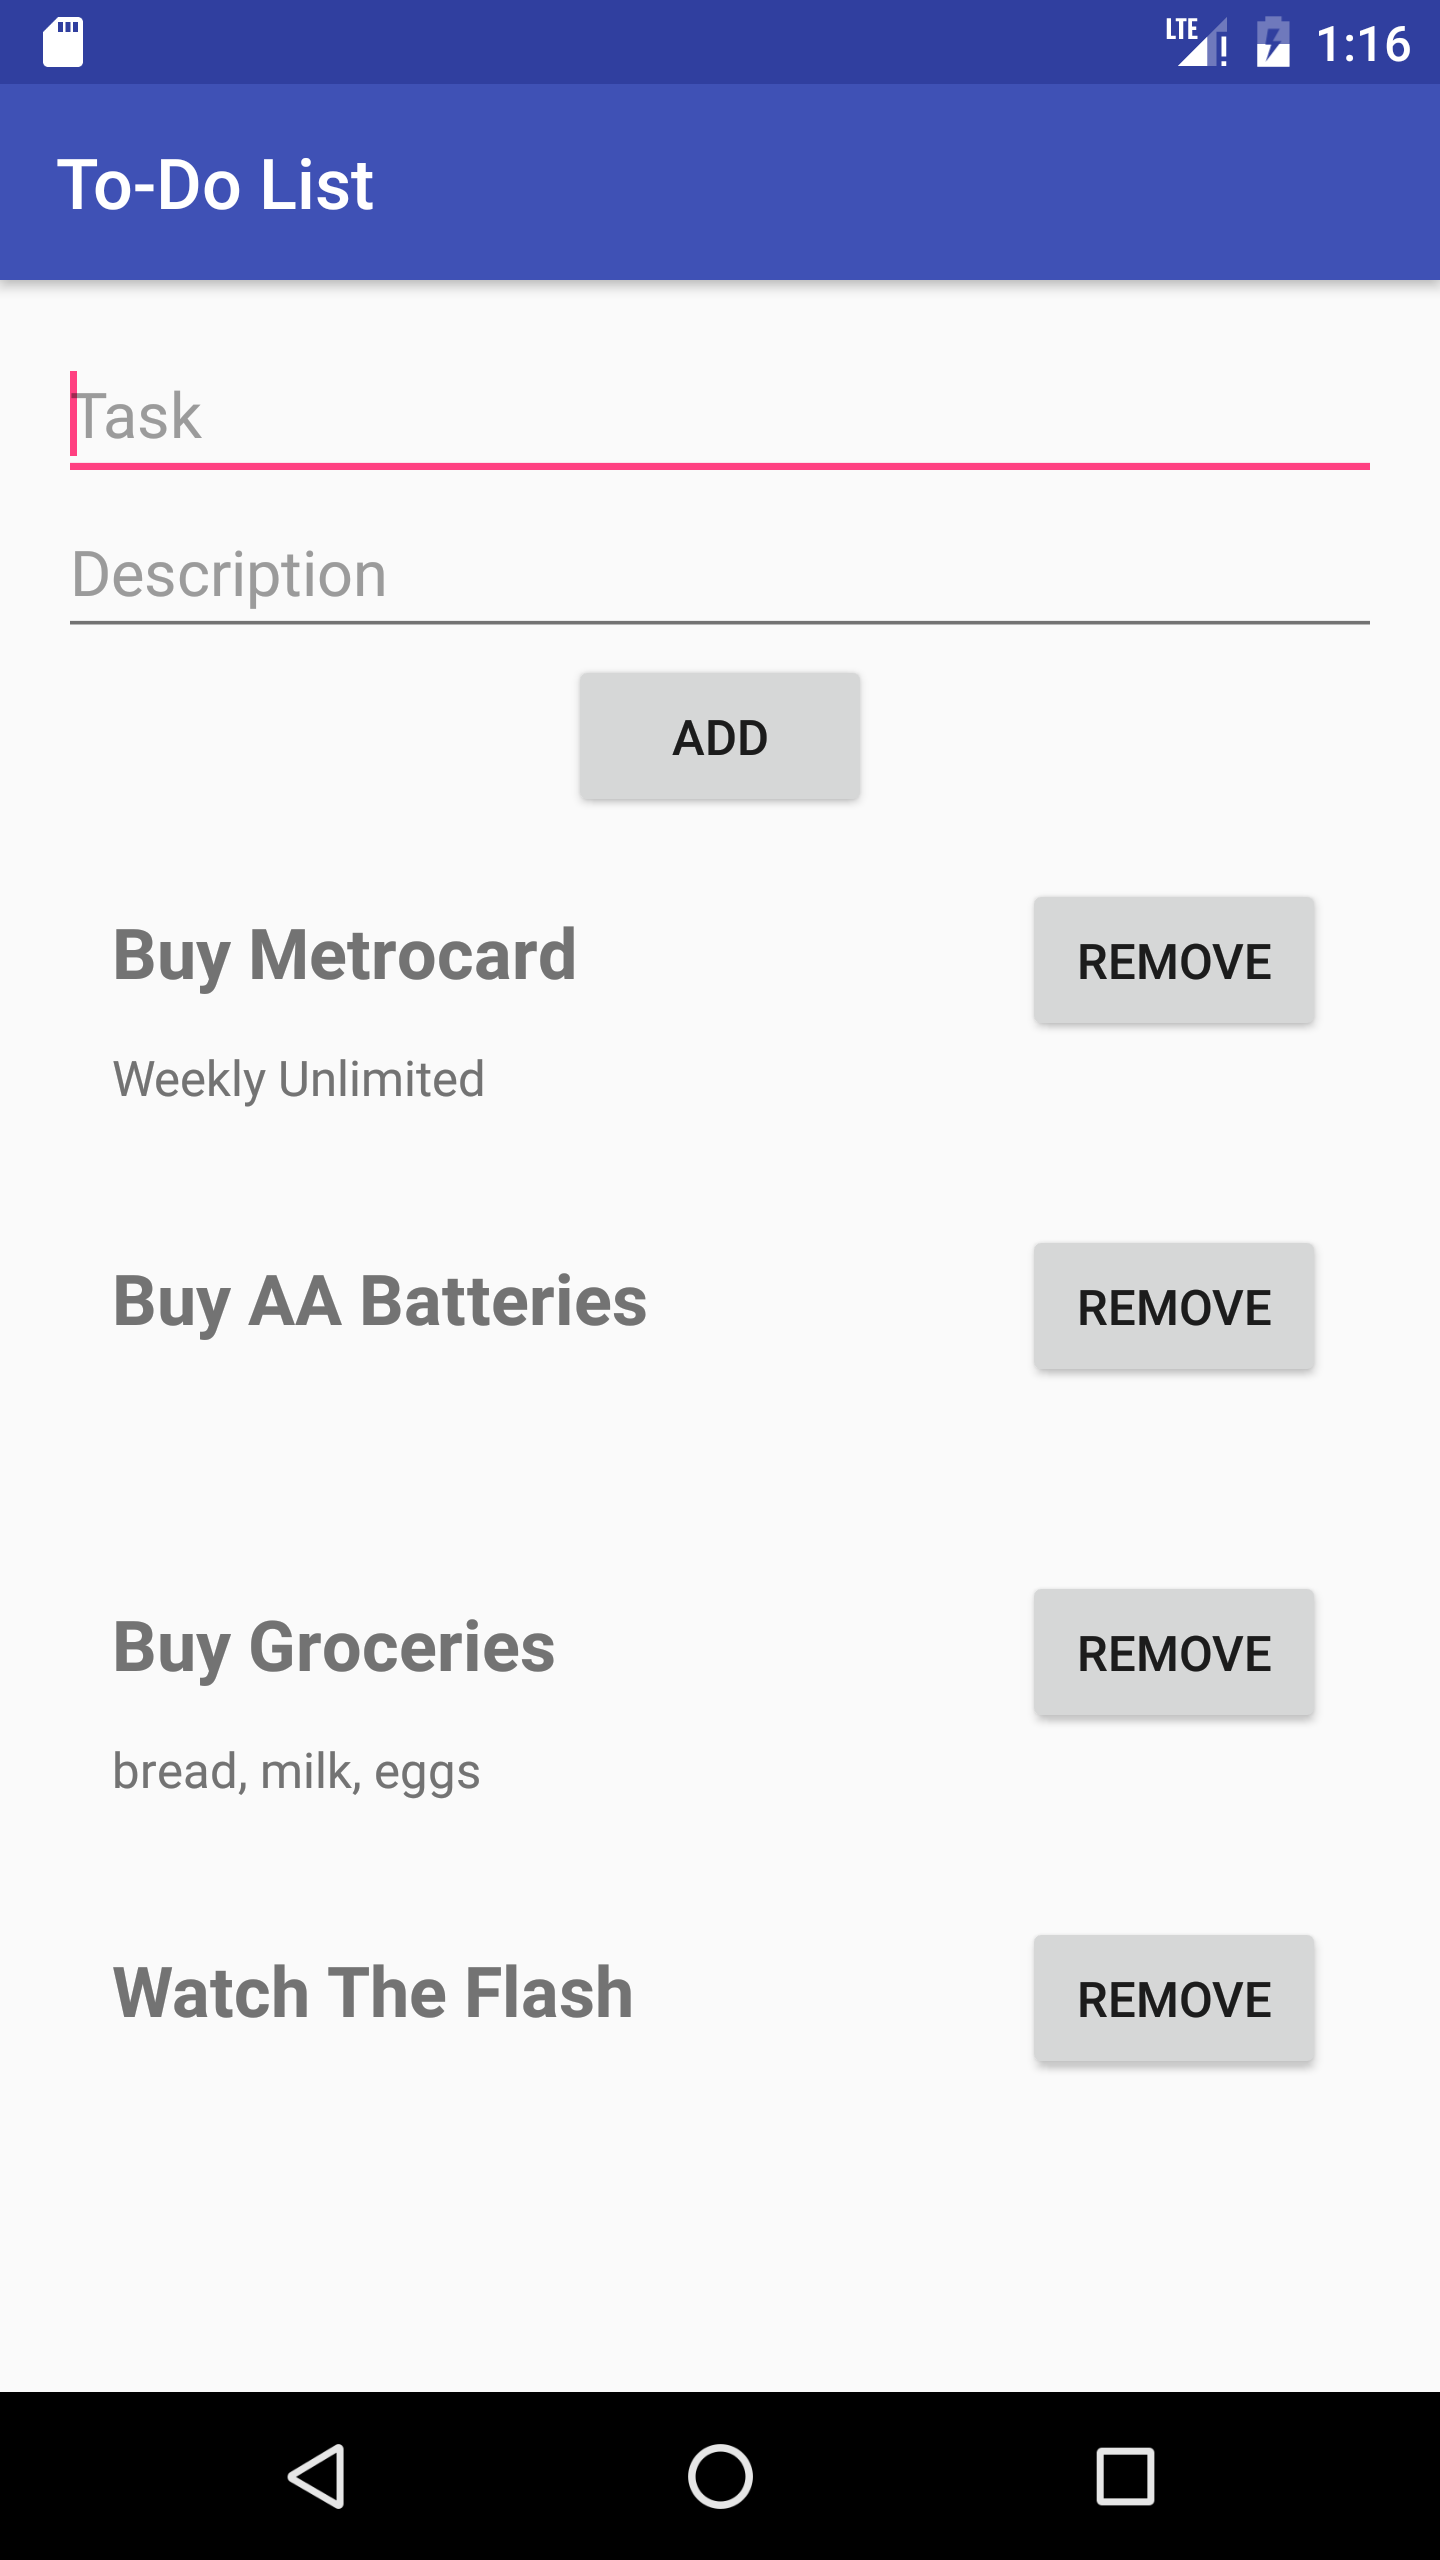 LTE 1:16
To-Do List
Task
Description
ADD
Buy Metrocard REMOVE
Weekly Unlimited
Buy AA Batteries REMOVE
Buy Groceries REMOVE
bread, milk, eggs
Watch The Flash REMOVE